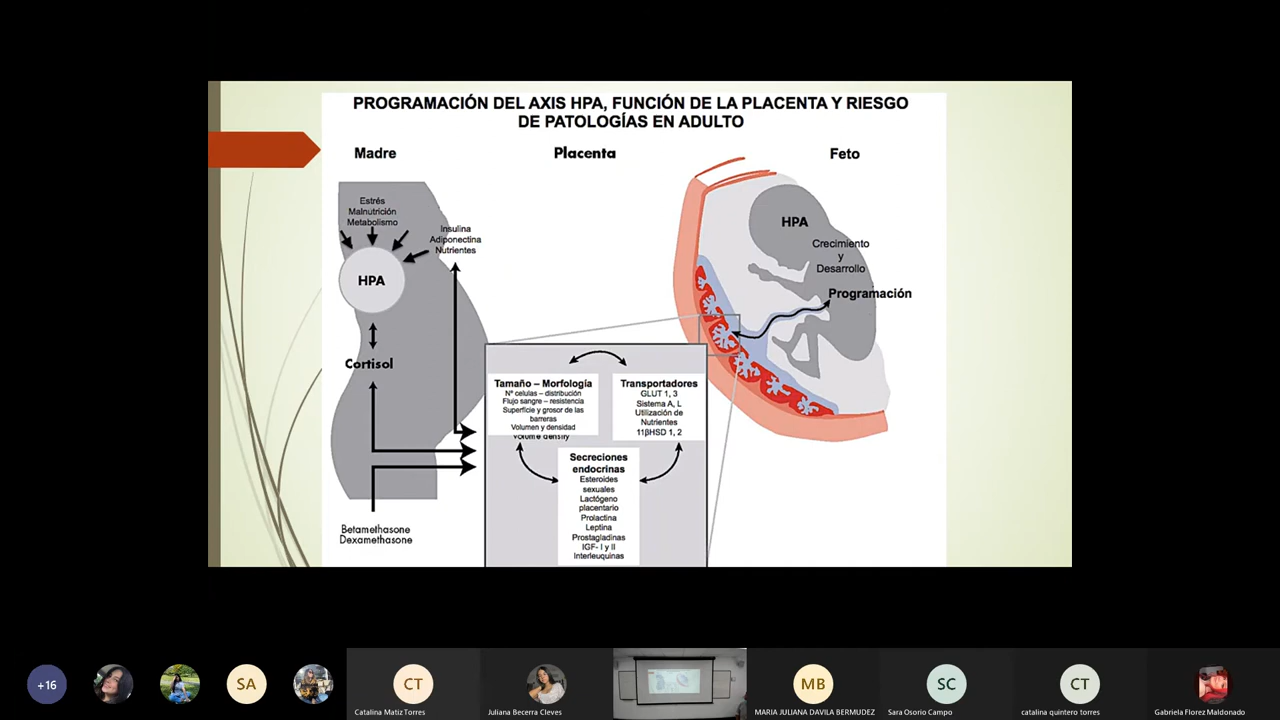 PROGRAMACIÓN DEL AXIS HPA, FUNCIÓN DE LA PLACENTA Y RIESGO
DE PATOLOGÍAS EN ADULTO
Madre
Placenta
Feto
Estrés
Malnutrición
Metabolismo
Insulina
Adiponectina
Nutrientes
HPA
Cortisol
Betamethasone
Dexamethasone
Tamaño – Morfología
Nº celulas – distribución
Flujo sangre – resistencia
Superficie y grosor de las
barreras
Volumen y densidad
volume density
Transportadores
GLUT 1, 3
Sistema A, L
Utilización de
Nutrientes
11βHSD 1, 2
Secreciones
endocrinas
Esteroides
sexuales
Lactógeno
placentario
Prolactina
Leptina
Prostagladinas
IGF- I y II
Interleuquinas
HPA
Crecimiento
y
Desarrollo
Programación
+16
SA
CT
Catalina Matiz Torres
Juliana Becerra Cleves
MB
MARIA JULIANA DAVILA BERMUDEZ
SC
Sara Osorio Campo
CT
catalina quintero torres
Gabriela Florez Maldonado